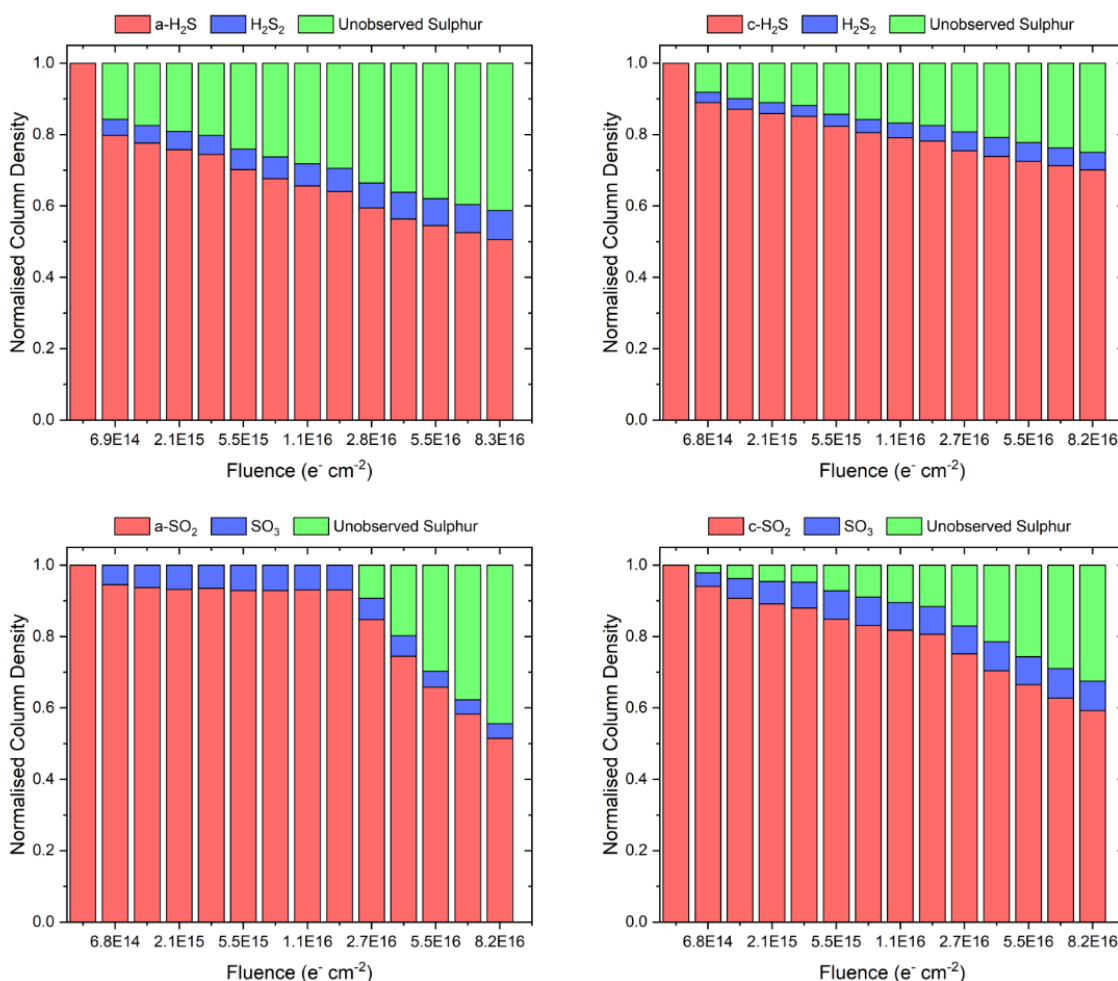 a-H₂S H₂S₂ Unobserved Sulphur
Normalised Column Density
1.0
0.8
0.6
0.4
0.2
0.0
6.9E14 2.1E15 5.5E15 1.1E16 2.8E16 5.5E16 8.3E16
Fluence (e⁻ cm⁻²)
c-H₂S H₂S₂ Unobserved Sulphur
Normalised Column Density
1.0
0.8
0.6
0.4
0.2
0.0
6.8E14 2.1E15 5.5E15 1.1E16 2.7E16 5.5E16 8.2E16
Fluence (e⁻ cm⁻²)
a-SO₂ SO₃ Unobserved Sulphur
Normalised Column Density
1.0
0.8
0.6
0.4
0.2
0.0
6.8E14 2.1E15 5.5E15 1.1E16 2.7E16 5.5E16 8.2E16
Fluence (e⁻ cm⁻²)
c-SO₂ SO₃ Unobserved Sulphur
Normalised Column Density
1.0
0.8
0.6
0.4
0.2
0.0
6.8E14 2.1E15 5.5E15 1.1E16 2.7E16 5.5E16 8.2E16
Fluence (e⁻ cm⁻²)